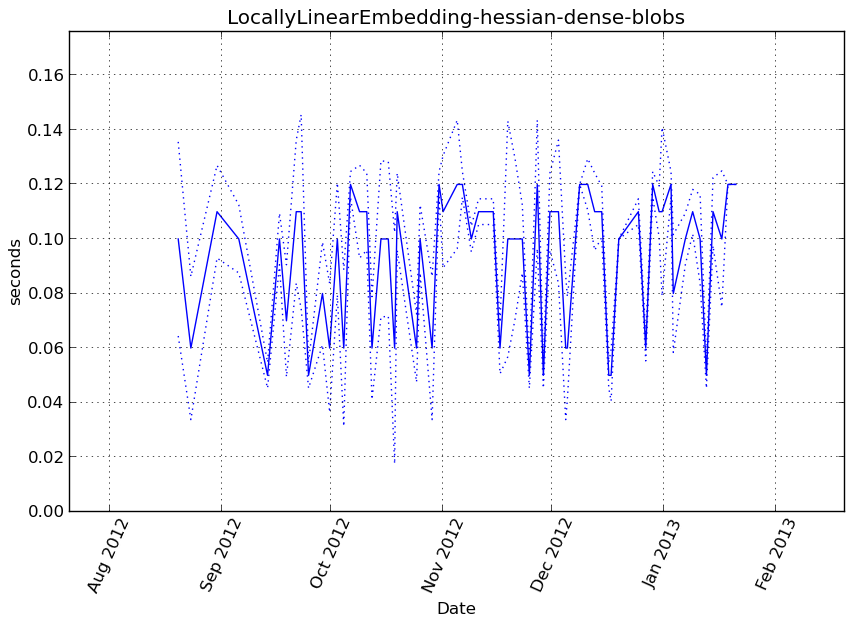 LocallyLinearEmbedding-hessian-dense-blobs
0.16
0.14
0.12
0.10
0.08
0.06
0.04
0.02
0.00
seconds
Aug 2012
Sep 2012
Oct 2012
Nov 2012
Dec 2012
Jan 2013
Feb 2013
Date